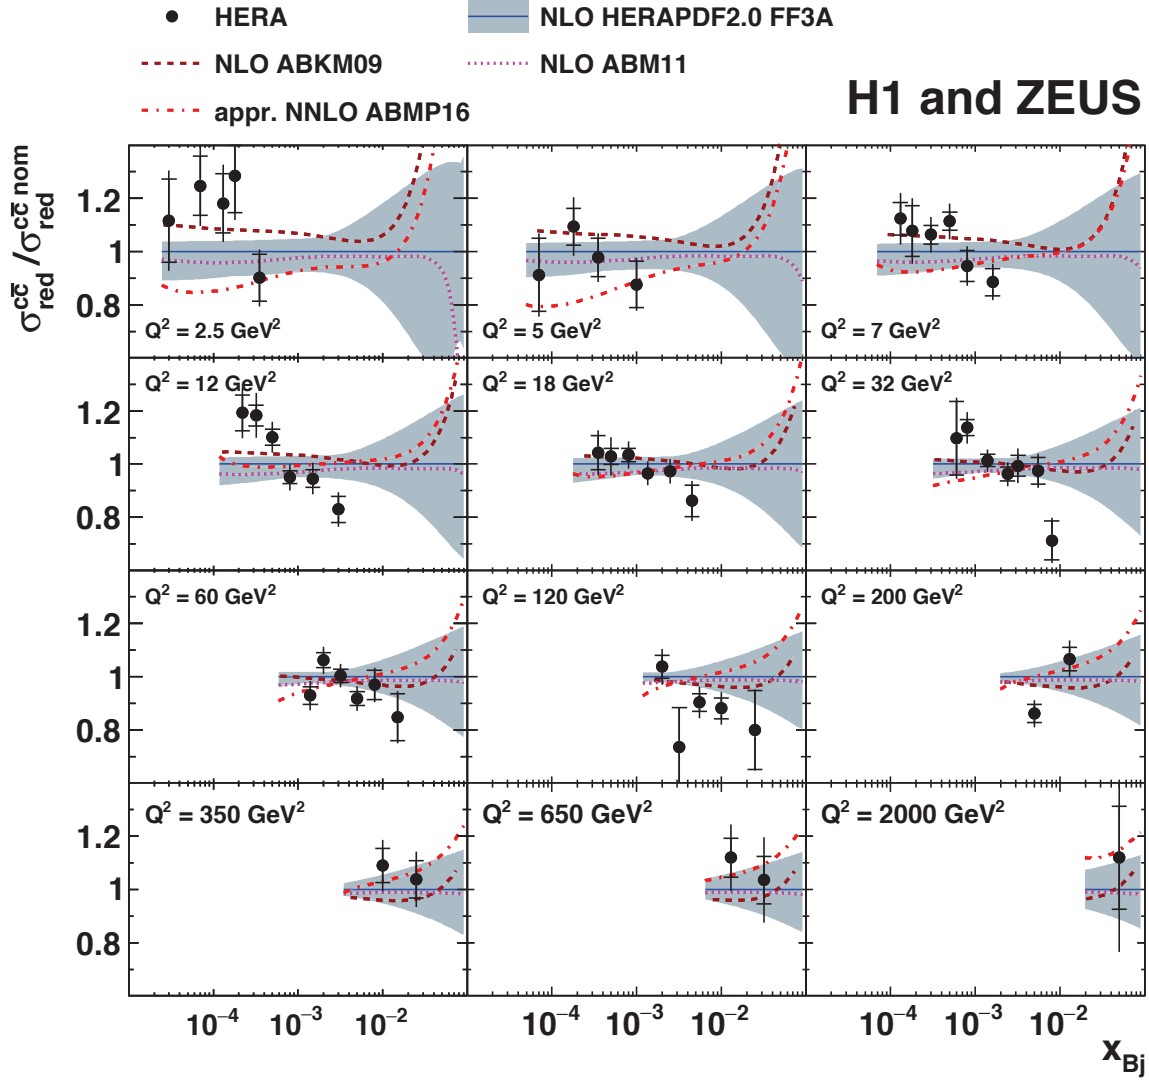 HERA
NLO HERAPDF2.0 FF3A
NLO ABKM09
NLO ABM11
appr. NNLO ABMP16
H1 and ZEUS
σ_red^{cc̄} / σ_red^{cc̄ nom}
1.2
1
0.8
Q² = 2.5 GeV²
Q² = 5 GeV²
Q² = 7 GeV²
1.2
1
0.8
Q² = 12 GeV²
Q² = 18 GeV²
Q² = 32 GeV²
1.2
1
0.8
Q² = 60 GeV²
Q² = 120 GeV²
Q² = 200 GeV²
1.2
1
0.8
Q² = 350 GeV²
Q² = 650 GeV²
Q² = 2000 GeV²
10⁻⁴ 10⁻³ 10⁻² 10⁻⁴ 10⁻³ 10⁻² 10⁻⁴ 10⁻³ 10⁻²
x_Bj